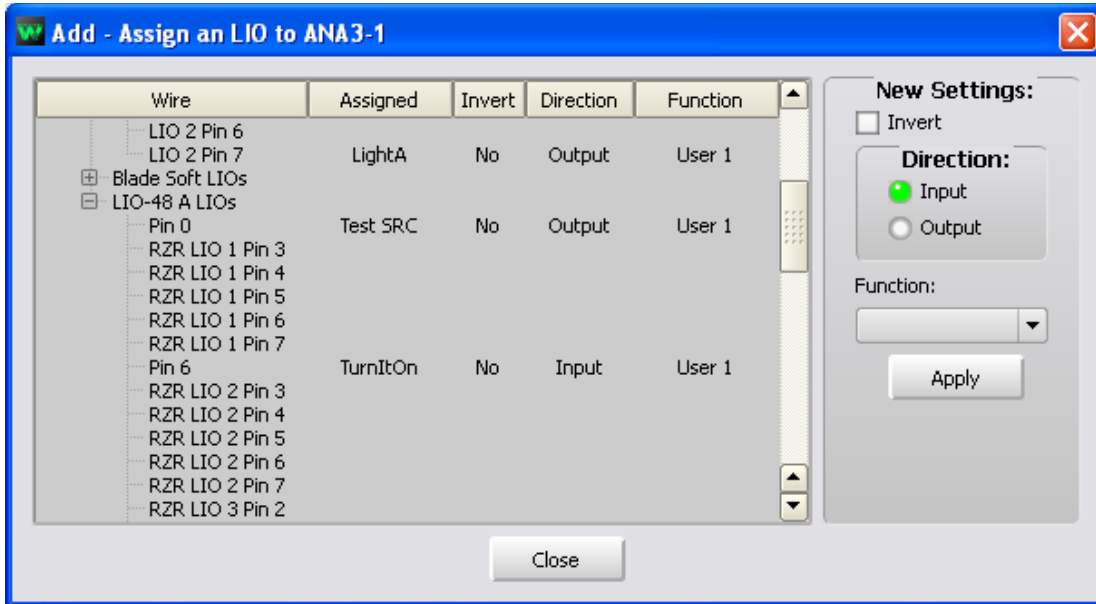 Add - Assign an LIO to ANA3-1
Wire Assigned Invert Direction Function
LIO 2 Pin 6
LIO 2 Pin 7 LightA No Output User 1
Blade Soft LIOs
LIO-48 A LIOs
Pin 0 Test SRC No Output User 1
RZR LIO 1 Pin 3
RZR LIO 1 Pin 4
RZR LIO 1 Pin 5
RZR LIO 1 Pin 6
RZR LIO 1 Pin 7
Pin 6 TurnItOn No Input User 1
RZR LIO 2 Pin 3
RZR LIO 2 Pin 4
RZR LIO 2 Pin 5
RZR LIO 2 Pin 6
RZR LIO 2 Pin 7
RZR LIO 3 Pin 2
New Settings:
Invert
Direction:
Input
Output
Function:
Apply
Close